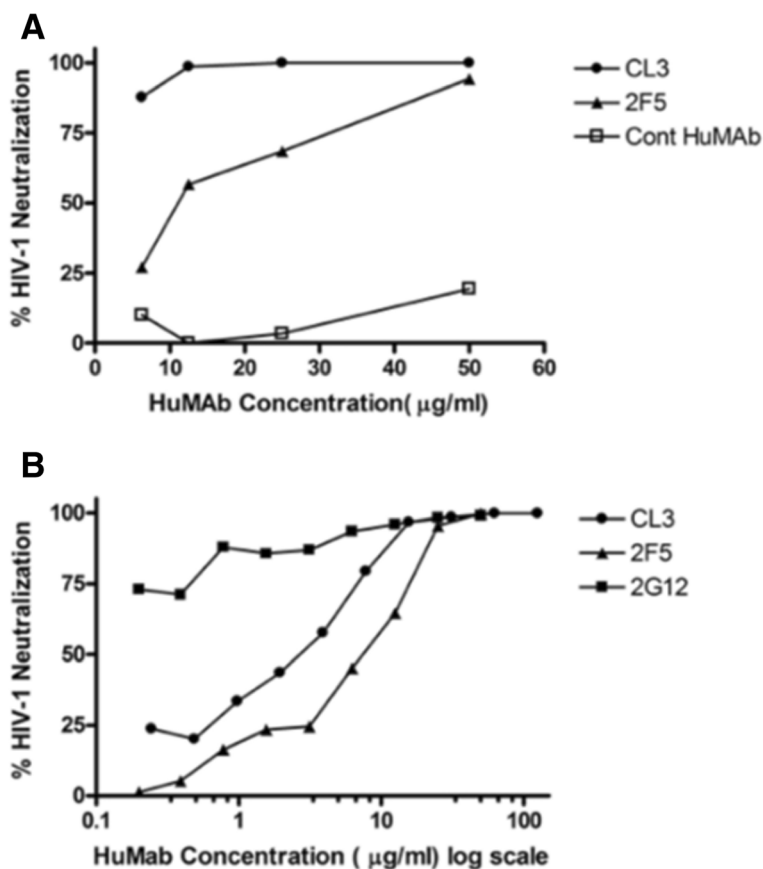 A
% HIV-1 Neutralization
100
75
50
25
0
0 10 20 30 40 50 60
HuMAb Concentration( µg/ml)
CL3
2F5
Cont HuMAb
B
% HIV-1 Neutralization
100
75
50
25
0
0.1 1 10 100
HuMab Concentration ( µg/ml) log scale
CL3
2F5
2G12